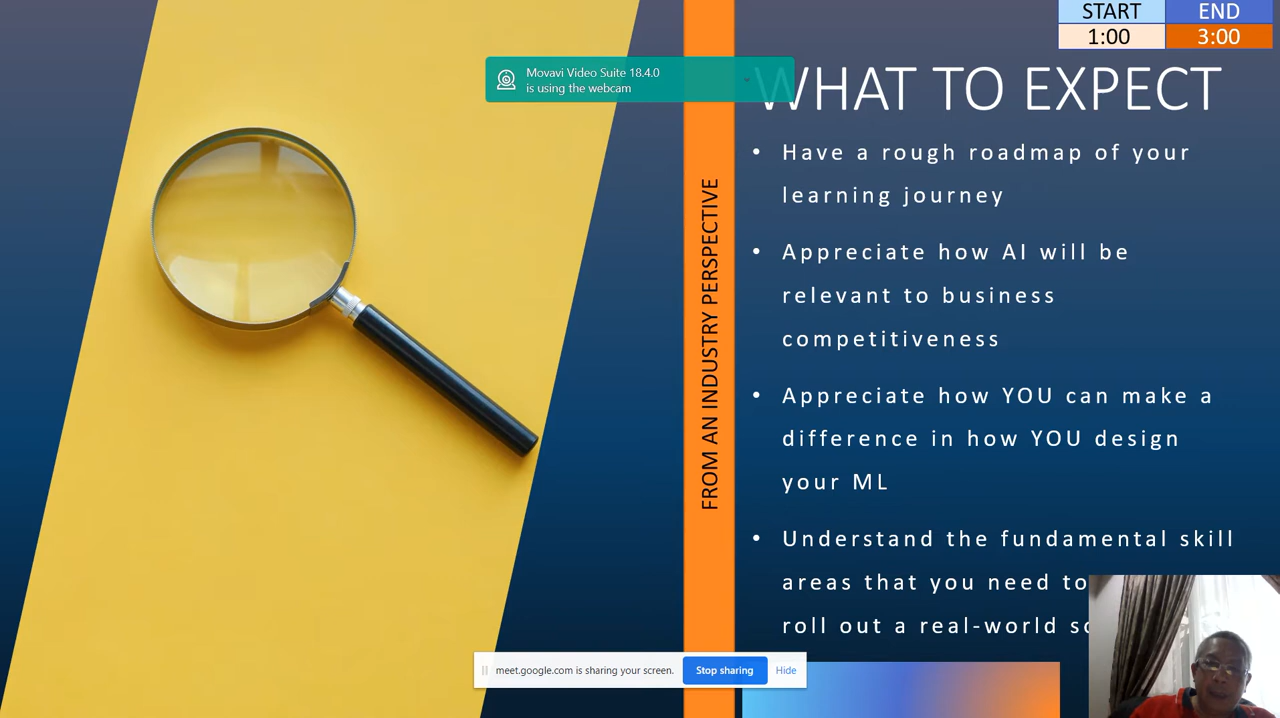 START END
1:00 3:00
Movavi Video Suite 18.4.0
is using the webcam
WHAT TO EXPECT
FROM AN INDUSTRY PERSPECTIVE
• Have a rough roadmap of your
learning journey
• Appreciate how AI will be
relevant to business
competitiveness
• Appreciate how YOU can make a
difference in how YOU design
your ML
• Understand the fundamental skill
areas that you need to
roll out a real-world
meet.google.com is sharing your screen. Stop sharing Hide